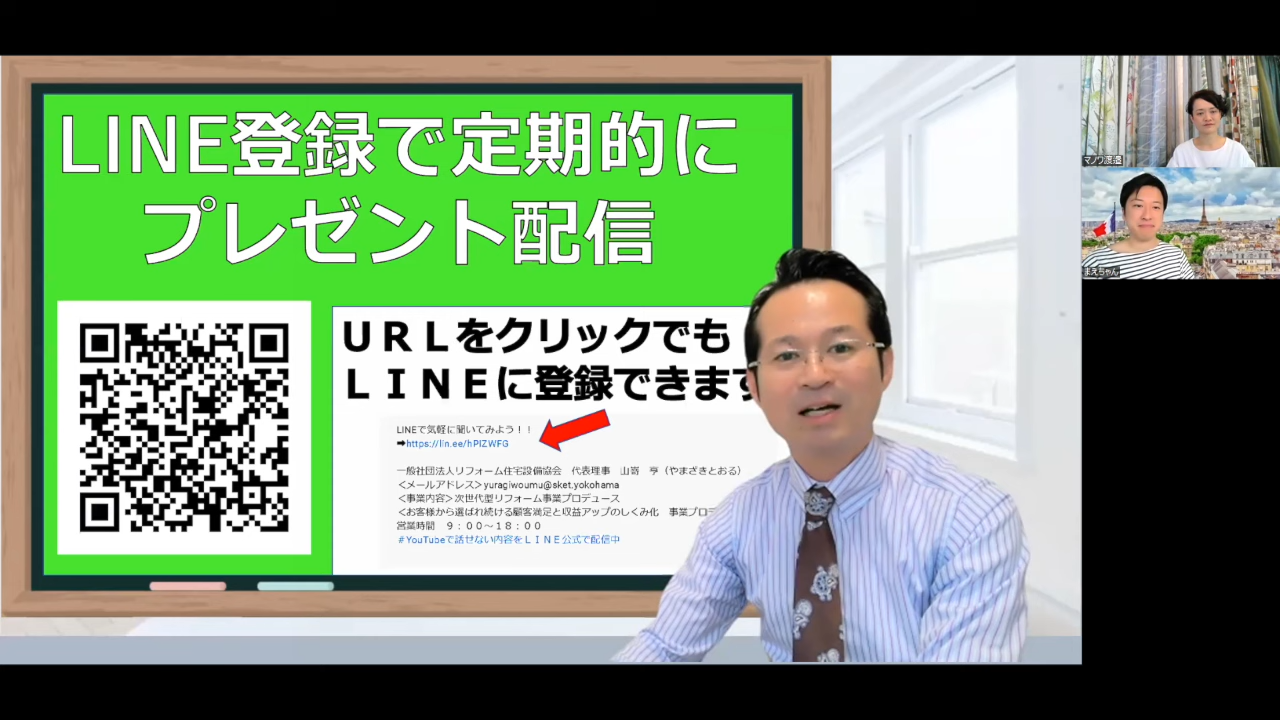 LINE登録で定期的に
プレゼント配信
URLをクリックでも
LINEに登録できます
LINEで気軽に聞いてみよう！！
➡https://lin.ee/hPIZWFG
一般社団法人リフォーム住宅設備協会　代表理事　山嵜　亨（やまざきとおる）
＜メールアドレス＞yuragiwoumu@sket.yokohama
＜事業内容＞次世代型リフォーム事業プロデュース
＜お客様から選ばれ続ける顧客満足と収益アップのしくみ化　事業プロデ
営業時間　９：００～１８：００
＃YouTubeで話せない内容をＬＩＮＥ公式で配信中
マノワ渡邉
まえちゃん